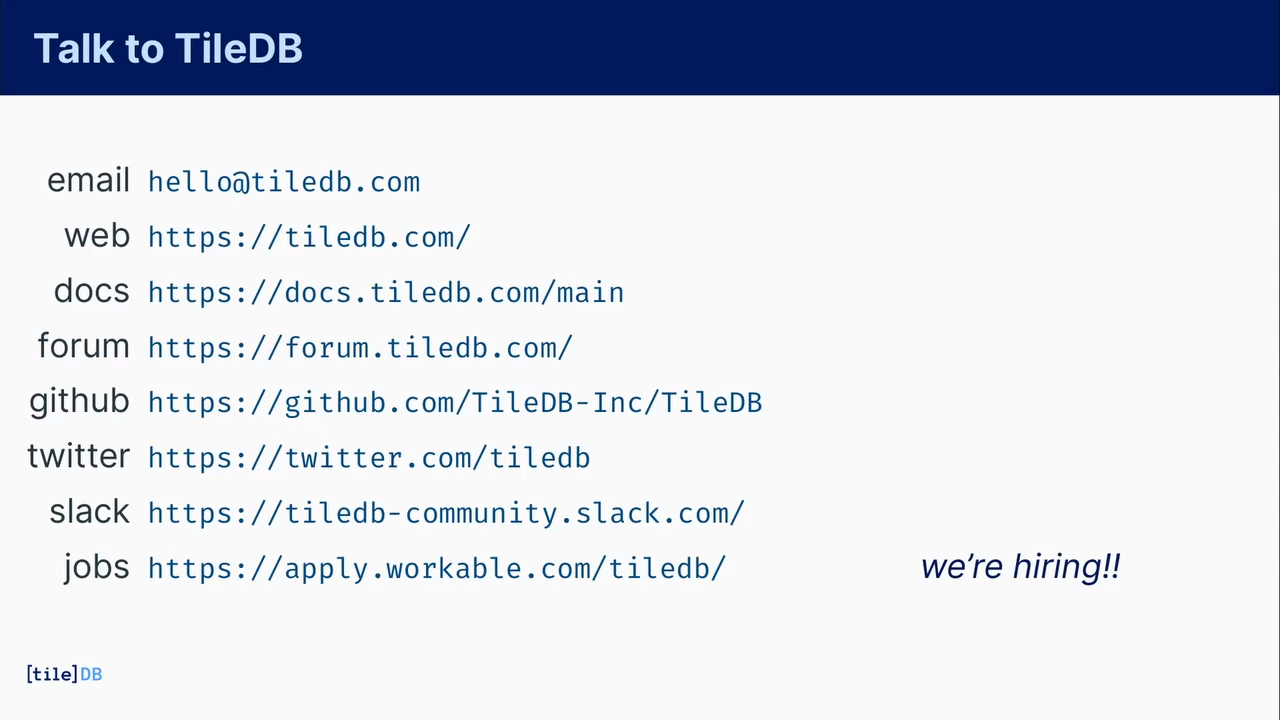 Talk to TileDB
email hello@tiledb.com
web https://tiledb.com/
docs https://docs.tiledb.com/main
forum https://forum.tiledb.com/
github https://github.com/TileDB-Inc/TileDB
twitter https://twitter.com/tiledb
slack https://tiledb-community.slack.com/
jobs https://apply.workable.com/tiledb/ we’re hiring!!
[tile]DB